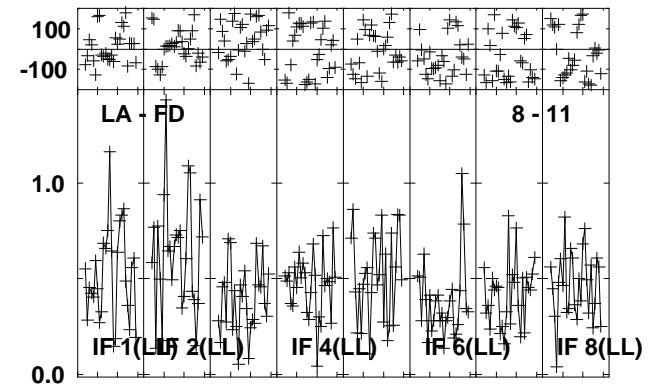 100
-100
LA - FD 8 - 11
1.0
0.0
IF 1(LL) IF 2(LL) IF 4(LL) IF 6(LL) IF 8(LL)